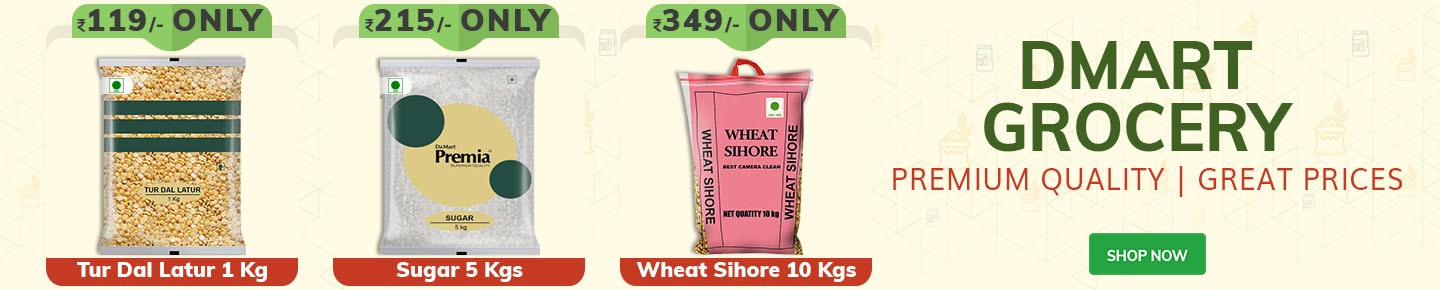 ₹119/- ONLY
TUR DAL LATUR
1 Kg
Tur Dal Latur 1 Kg
₹215/- ONLY
DMart
Premia
SUPERIOR QUALITY
SUGAR
5 kg
Sugar 5 Kgs
₹349/- ONLY
WHEAT
SIHORE
BEST CAMERA CLEAN
WHEAT SIHORE
WHEAT SIHORE
NET QUATITY 10 kg
Wheat Sihore 10 Kgs
DMART
GROCERY
PREMIUM QUALITY | GREAT PRICES
SHOP NOW